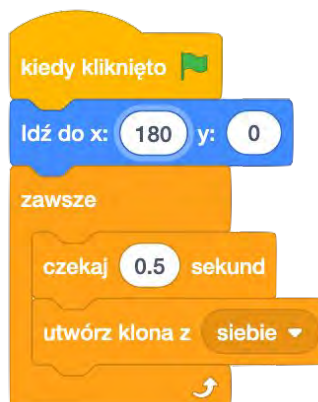 kiedy kliknięto
Idź do x: 180 y: 0
zawsze
czekaj 0.5 sekund
utwórz klona z siebie